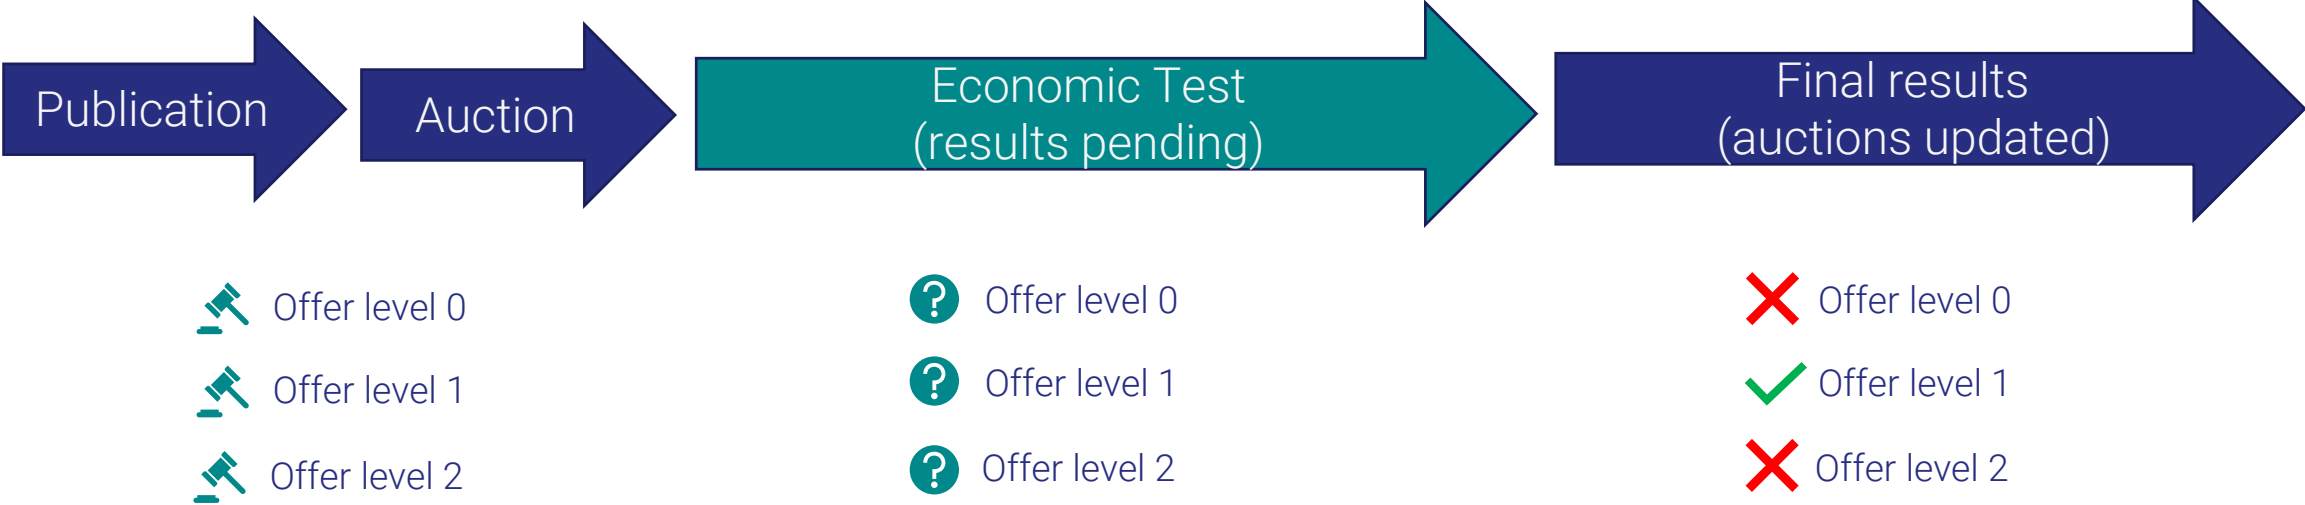 Publication
Auction
Economic Test
(results pending)
Final results
(auctions updated)
Offer level 0
Offer level 1
Offer level 2
Offer level 0
Offer level 1
Offer level 2
Offer level 0
Offer level 1
Offer level 2